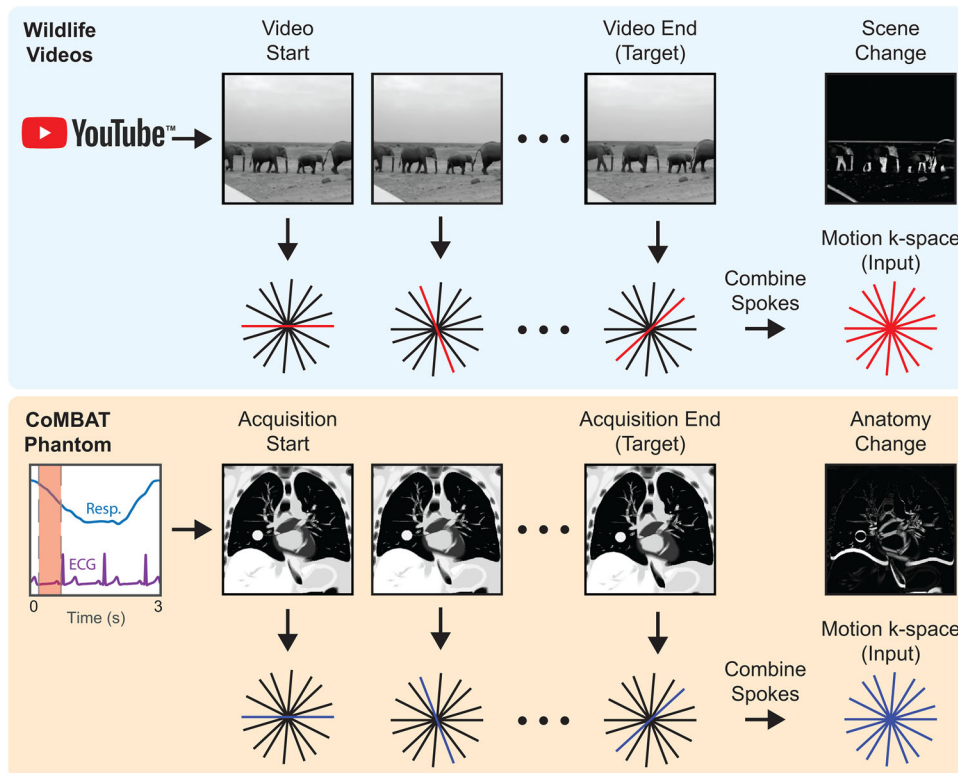 Wildlife
Videos
Video
Start
Video End
(Target)
Scene
Change
YouTube™
Motion k-space
(Input)
Combine
Spokes
CoMBAT
Phantom
Acquisition
Start
Acquisition End
(Target)
Anatomy
Change
Resp.
ECG
0
3
Time (s)
Motion k-space
(Input)
Combine
Spokes